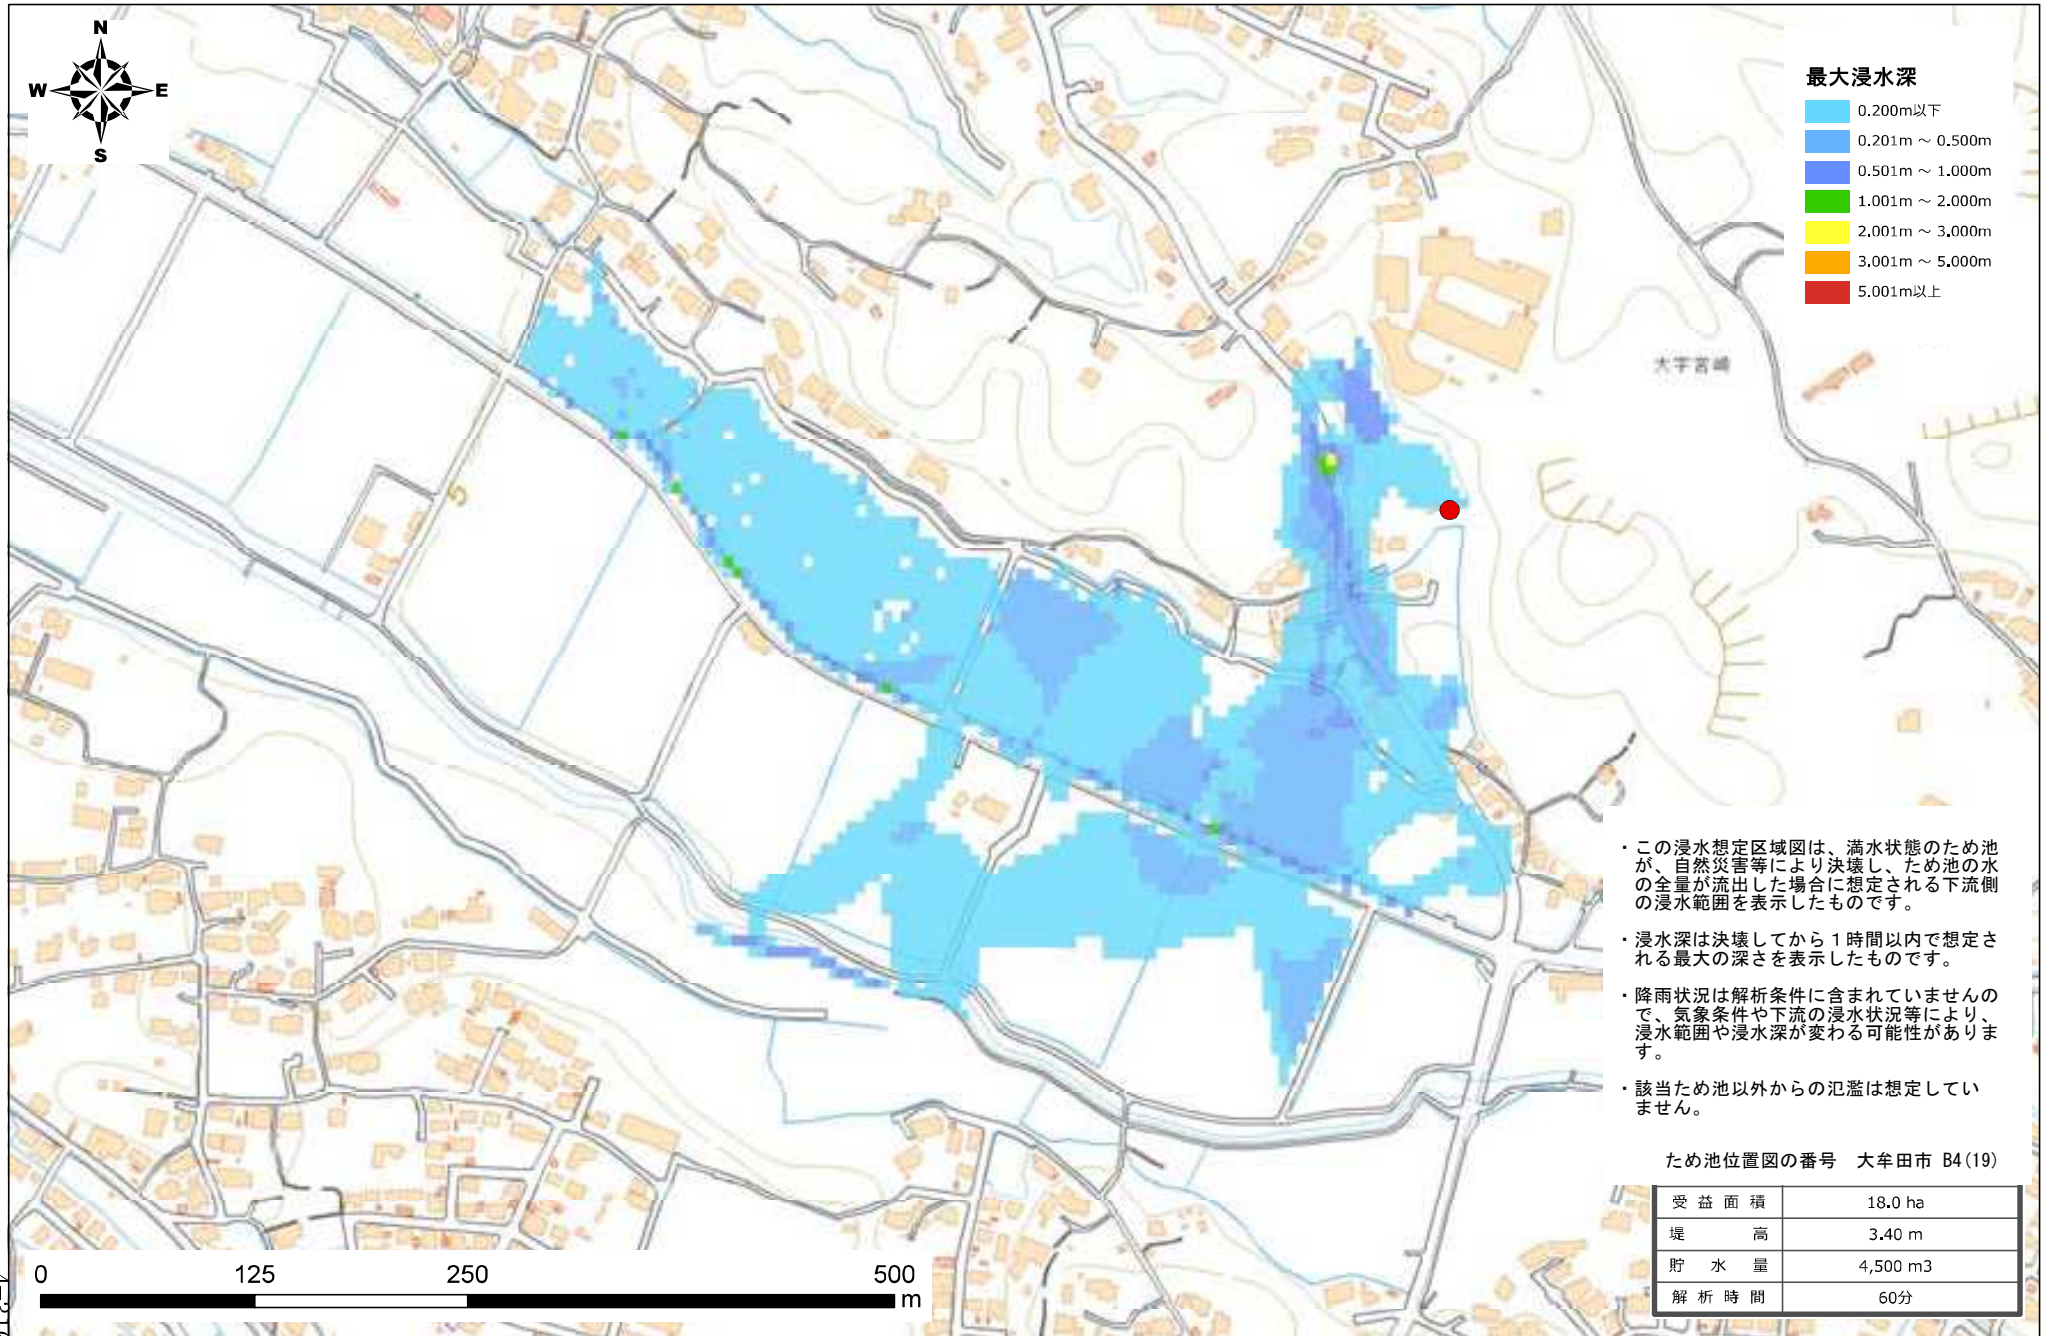 N
W E
S
最大浸水深
0.200m以下
0.201m ～ 0.500m
0.501m ～ 1.000m
1.001m ～ 2.000m
2.001m ～ 3.000m
3.001m ～ 5.000m
5.001m以上
大字宮崎
5
・この浸水想定区域図は、満水状態のため池
が、自然災害等により決壊し、ため池の水
の全量が流出した場合に想定される下流側
の浸水範囲を表示したものです。
・浸水深は決壊してから１時間以内で想定さ
れる最大の深さを表示したものです。
・降雨状況は解析条件に含まれていませんの
で、気象条件や下流の浸水状況等により、
浸水範囲や浸水深が変わる可能性がありま
す。
・該当ため池以外からの氾濫は想定してい
ません。
ため池位置図の番号　大牟田市 B4(19)
受益面積 18.0 ha
堤高 3.40 m
貯水量 4,500 m3
解析時間 60分
0 125 250 500
m